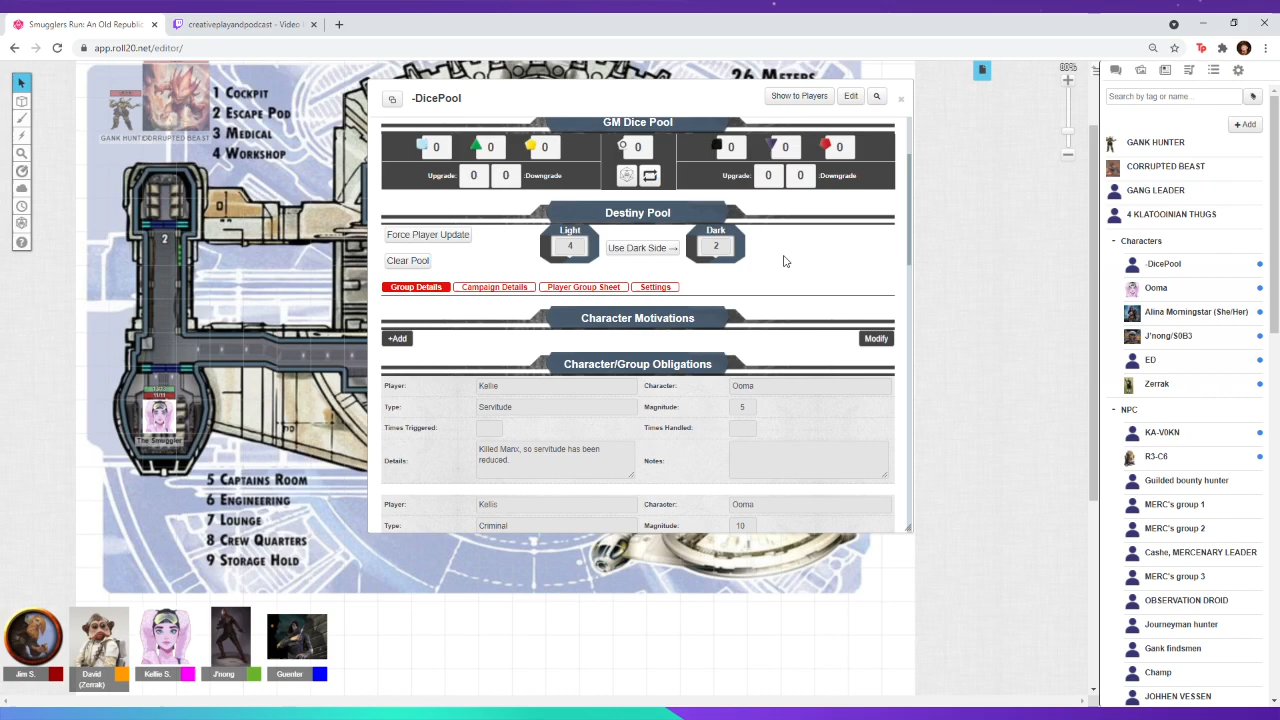 Smugglers Run: An Old Republic
creativeplayandpodcast - Video
app.roll20.net/editor/
Tp
26 METERS
80%
GANK HUNTER
CORRUPTED BEAST
1 COCKPIT
2 ESCAPE POD
3 MEDICAL
4 WORKSHOP
2
11/11
The Smuggler
5 CAPTAINS ROOM
6 ENGINEERING
7 LOUNGE
8 CREW QUARTERS
9 STORAGE HOLD
-DicePool
Show to Players
Edit
GM Dice Pool
0 0 0 0 0 0 0
Upgrade: 0 0 :Downgrade
Upgrade: 0 0 :Downgrade
Destiny Pool
Force Player Update
Clear Pool
Light
4
Use Dark Side →
Dark
2
Group Details
Campaign Details
Player Group Sheet
Settings
Character Motivations
+Add
Modify
Character/Group Obligations
Player: Kellie Character: Ooma
Type: Servitude Magnitude: 5
Times Triggered: Times Handled:
Details: Killed Manx, so servitude has been
reduced.
Notes:
Player: Kellie Character: Ooma
Type: Criminal Magnitude: 10
Search by tag or name...
+ Add
GANK HUNTER
CORRUPTED BEAST
GANG LEADER
4 KLATOOINIAN THUGS
Characters
-DicePool
Ooma
Alina Morningstar (She/Her)
J'nong/S0B3
ED
Zerrak
NPC
KA-V0KN
R3-C6
Guilded bounty hunter
MERC's group 1
MERC's group 2
Cashe, MERCENARY LEADER
MERC's group 3
OBSERVATION DROID
Journeyman hunter
Gank findsmen
Champ
JOHHEN VESSEN
Jim S.
David
(Zerrak)
Kellie S.
J'nong
Guenter